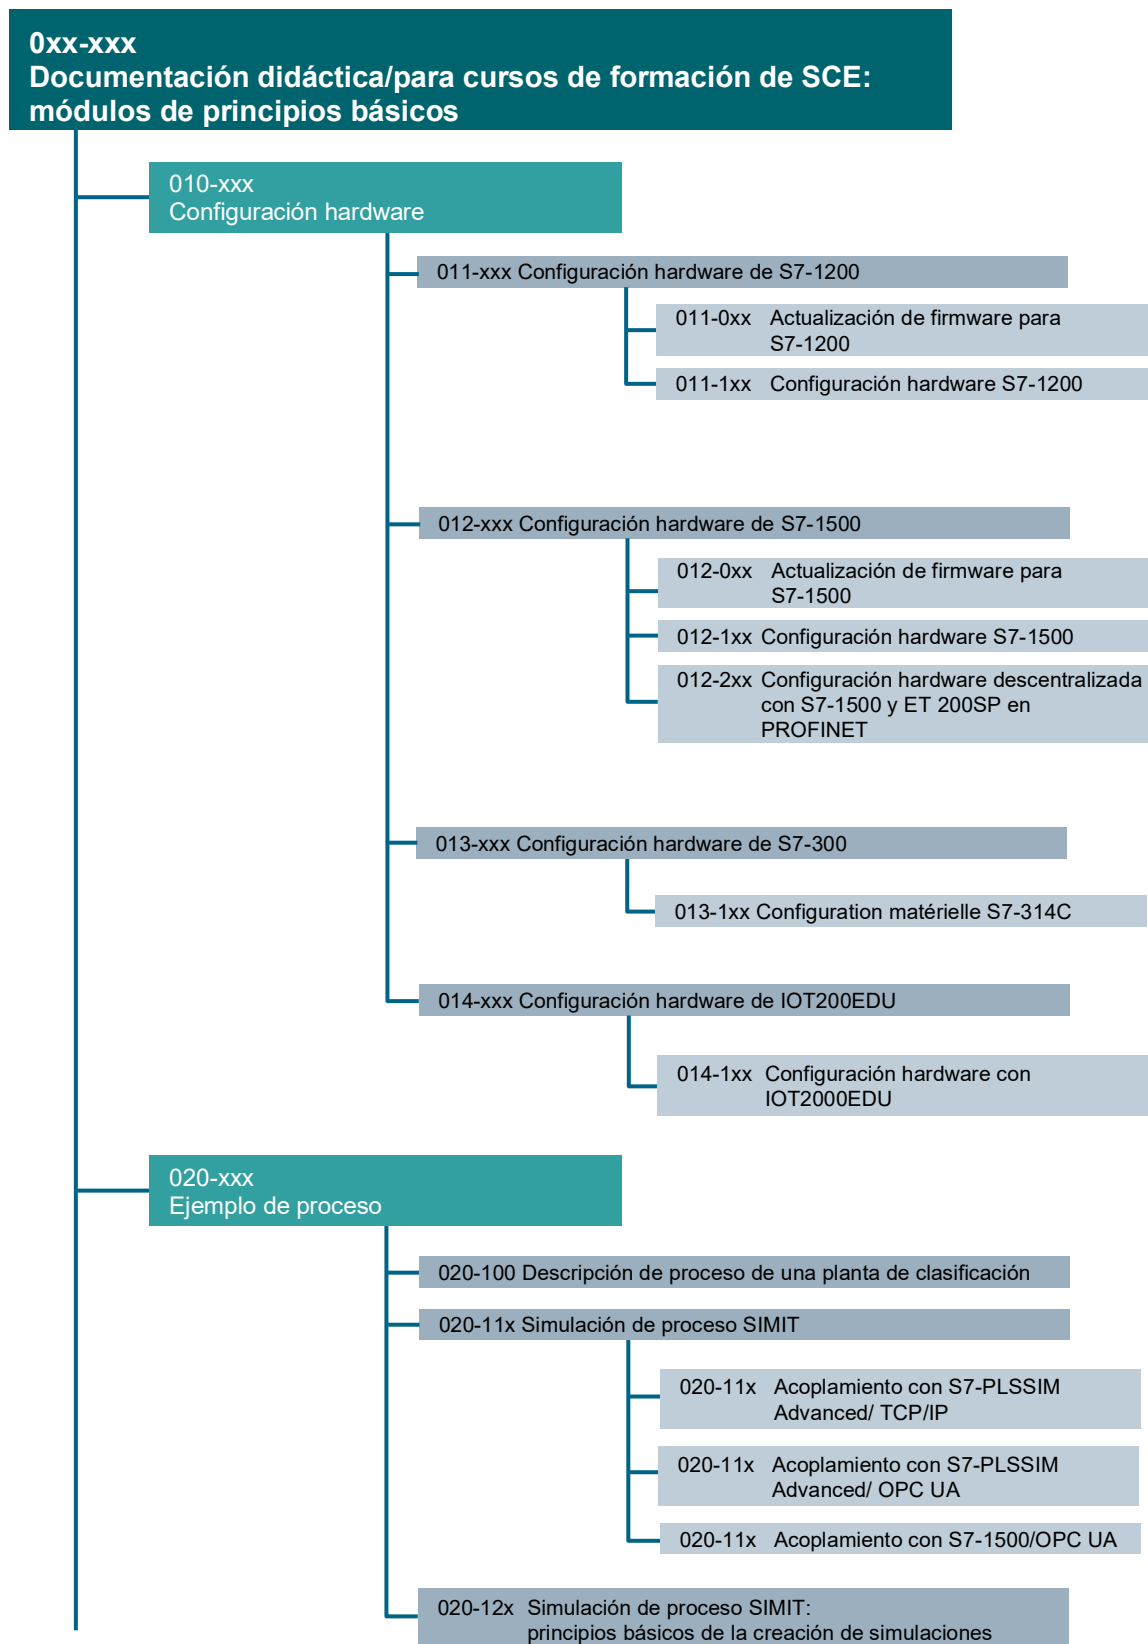 0xx-xxx
Documentación didáctica/para cursos de formación de SCE:
módulos de principios básicos
010-xxx
Configuración hardware
011-xxx Configuración hardware de S7-1200
011-0xx Actualización de firmware para
S7-1200
011-1xx Configuración hardware S7-1200
012-xxx Configuración hardware de S7-1500
012-0xx Actualización de firmware para
S7-1500
012-1xx Configuración hardware S7-1500
012-2xx Configuración hardware descentralizada
con S7-1500 y ET 200SP en
PROFINET
013-xxx Configuración hardware de S7-300
013-1xx Configuration matérielle S7-314C
014-xxx Configuración hardware de IOT200EDU
014-1xx Configuración hardware con
IOT2000EDU
020-xxx
Ejemplo de proceso
020-100 Descripción de proceso de una planta de clasificación
020-11x Simulación de proceso SIMIT
020-11x Acoplamiento con S7-PLSSIM
Advanced/ TCP/IP
020-11x Acoplamiento con S7-PLSSIM
Advanced/ OPC UA
020-11x Acoplamiento con S7-1500/OPC UA
020-12x Simulación de proceso SIMIT:
principios básicos de la creación de simulaciones